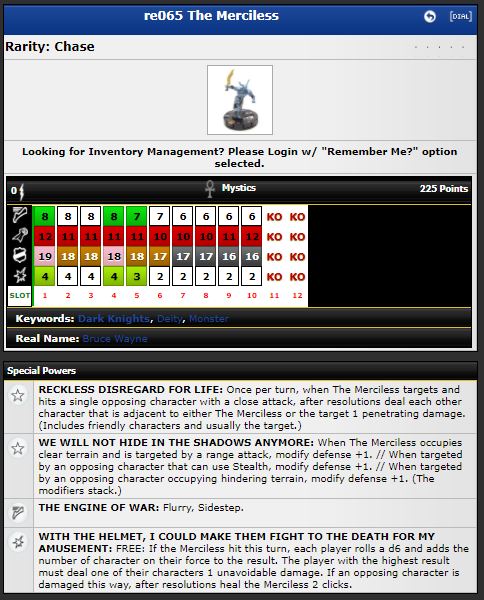 re065 The Merciless
[DIAL]
Rarity: Chase
Looking for Inventory Management? Please Login w/ "Remember Me?" option
selected.
0 Mystics 225 Points
8 8 8 8 7 7 6 6 6 6 KO KO
12 11 11 11 11 10 10 10 11 12 KO KO
19 18 18 18 18 17 17 17 16 16 KO KO
4 4 4 4 3 2 2 2 2 2 KO KO
SLOT 1 2 3 4 5 6 7 8 9 10 11 12
Keywords: Dark Knights, Deity, Monster
Real Name: Bruce Wayne
Special Powers
RECKLESS DISREGARD FOR LIFE: Once per turn, when The Merciless targets and
hits a single opposing character with a close attack, after resolutions deal each other
character that is adjacent to either The Merciless or the target 1 penetrating damage.
(Includes friendly characters and usually the target.)
WE WILL NOT HIDE IN THE SHADOWS ANYMORE: When The Merciless occupies
clear terrain and is targeted by a range attack, modify defense +1. // When targeted
by an opposing character that can use Stealth, modify defense +1. // When targeted
by an opposing character occupying hindering terrain, modify defense +1. (The
modifiers stack.)
THE ENGINE OF WAR: Flurry, Sidestep.
WITH THE HELMET, I COULD MAKE THEM FIGHT TO THE DEATH FOR MY
AMUSEMENT: FREE: If the Merciless hit this turn, each player rolls a d6 and adds the
number of character on their force to the result. The player with the highest result
must deal one of their characters 1 unavoidable damage. If an opposing character is
damaged this way, after resolutions heal the Merciless 2 clicks.